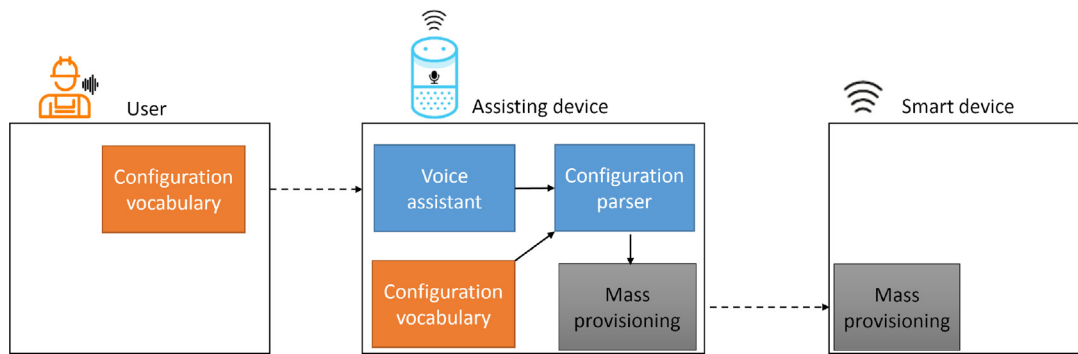 User
Assisting device
Smart device
Configuration
vocabulary
Voice
assistant
Configuration
parser
Configuration
vocabulary
Mass
provisioning
Mass
provisioning